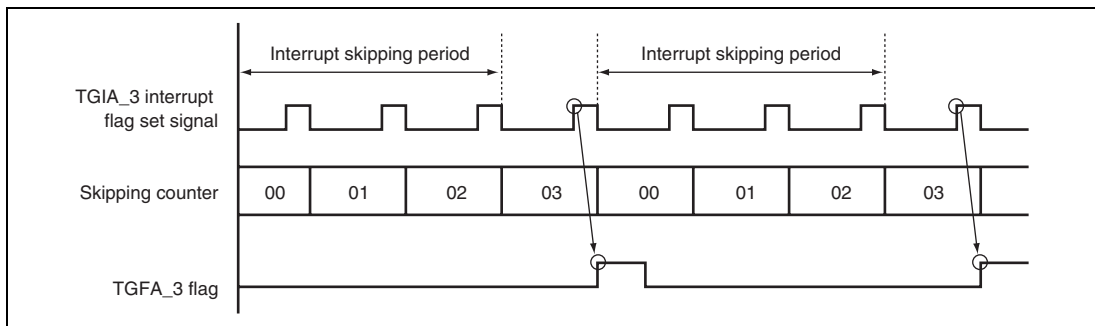 Interrupt skipping period Interrupt skipping period
TGIA_3 interrupt
flag set signal
Skipping counter 00 01 02 03 00 01 02 03
TGFA_3 flag